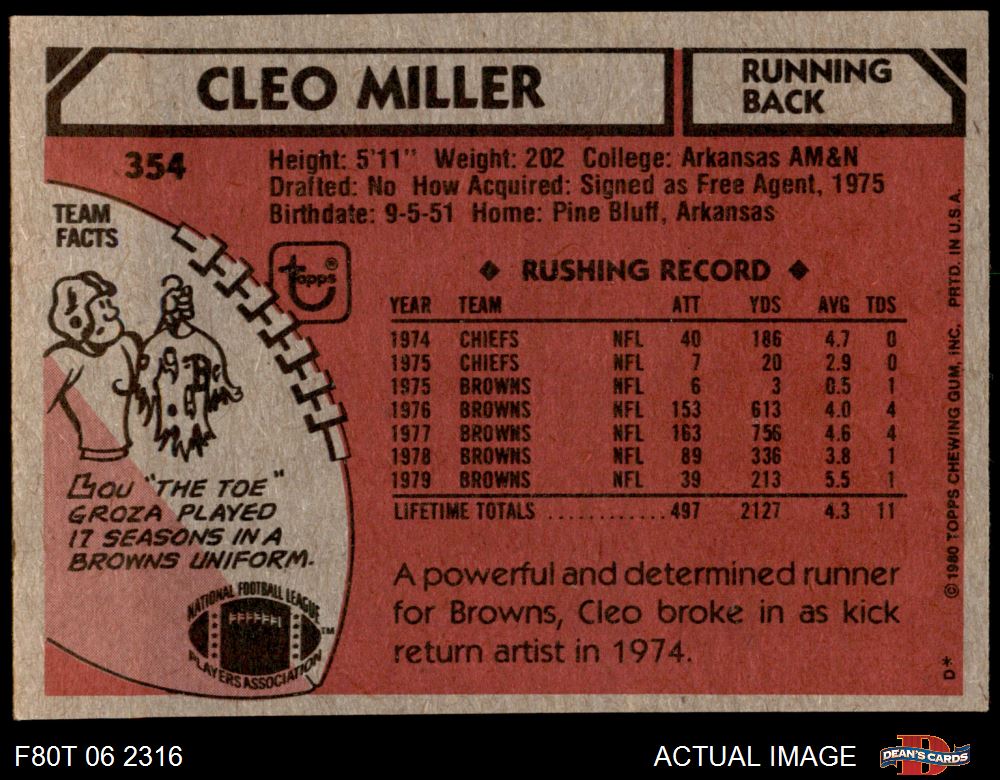 CLEO MILLER
RUNNING
BACK
354
Height: 5'11" Weight: 202 College: Arkansas AM&N
Drafted: No How Acquired: Signed as Free Agent, 1975
Birthdate: 9-5-51 Home: Pine Bluff, Arkansas
TEAM
FACTS
topps®
◆ RUSHING RECORD ◆
YEAR TEAM ATT YDS AVG TDS
1974 CHIEFS NFL 40 186 4.7 0
1975 CHIEFS NFL 7 20 2.9 0
1975 BROWNS NFL 6 3 0.5 1
1976 BROWNS NFL 153 613 4.0 4
1977 BROWNS NFL 163 756 4.6 4
1978 BROWNS NFL 89 336 3.8 1
1979 BROWNS NFL 39 213 5.5 1
LIFETIME TOTALS ............ 497 2127 4.3 11
LOU "THE TOE"
GROZA PLAYED
17 SEASONS IN A
BROWNS UNIFORM.
NATIONAL FOOTBALL LEAGUE
PLAYERS ASSOCIATION
TM
A powerful and determined runner
for Browns, Cleo broke in as kick
return artist in 1974.
D* © 1980 TOPPS CHEWING GUM, INC. PRTD. IN U.S.A.
F80T 06 2316
ACTUAL IMAGE
DEAN'S CARDS